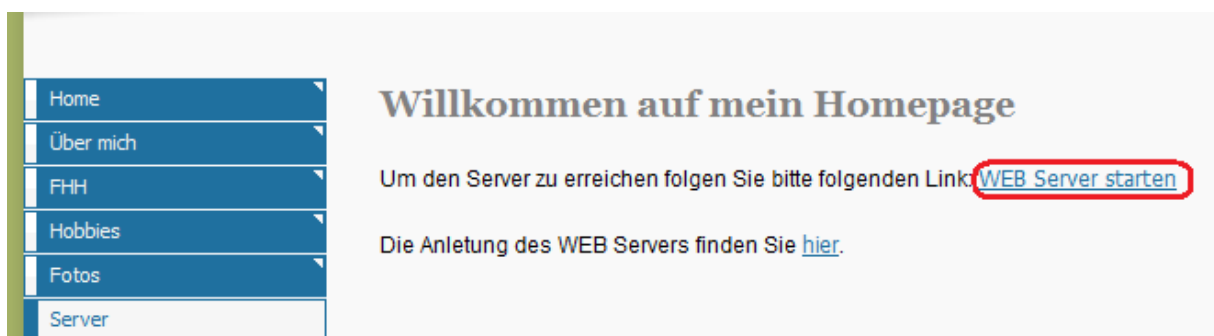 Home
Über mich
FHH
Hobbies
Fotos
Server
Willkommen auf mein Homepage
Um den Server zu erreichen folgen Sie bitte folgenden Link: WEB Server starten
Die Anletung des WEB Servers finden Sie hier.